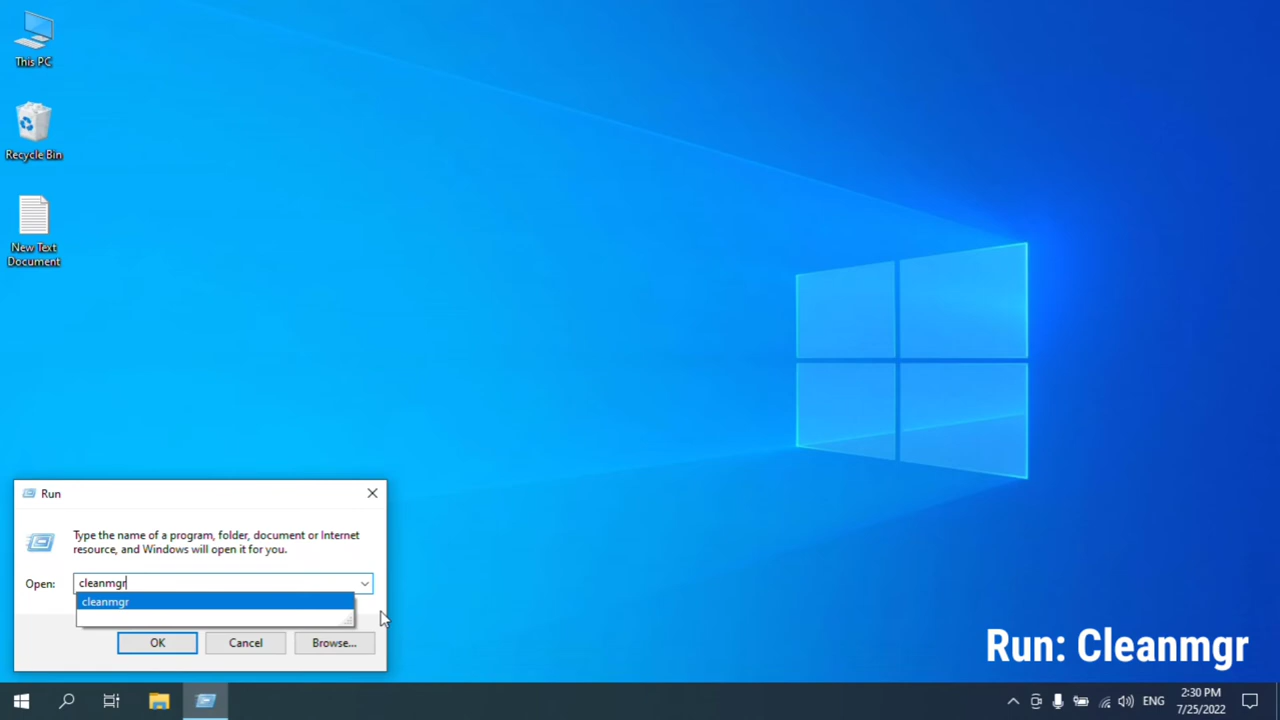 This PC
Recycle Bin
New Text
Document
Run
Type the name of a program, folder, document or Internet
resource, and Windows will open it for you.
Open: cleanmgr
cleanmgr
OK Cancel Browse...
Run: Cleanmgr
ENG
2:30 PM
7/25/2022